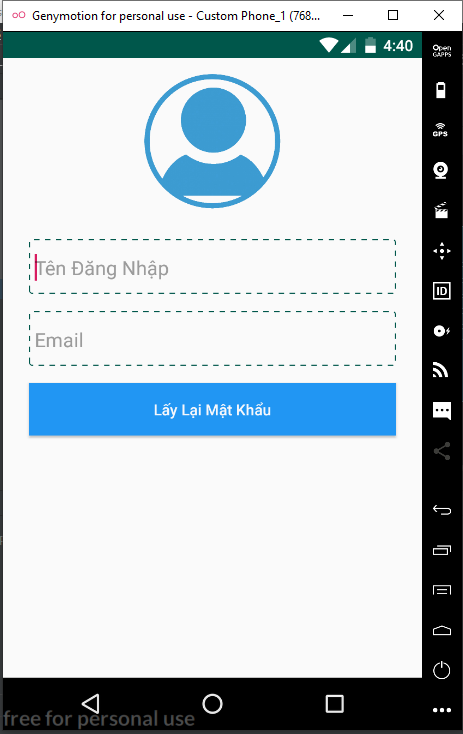 Genymotion for personal use - Custom Phone_1 (768...
4:40
Open
GAPPS
GPS
ID
Tên Đăng Nhập
Email
Lấy Lại Mật Khẩu
free for personal use